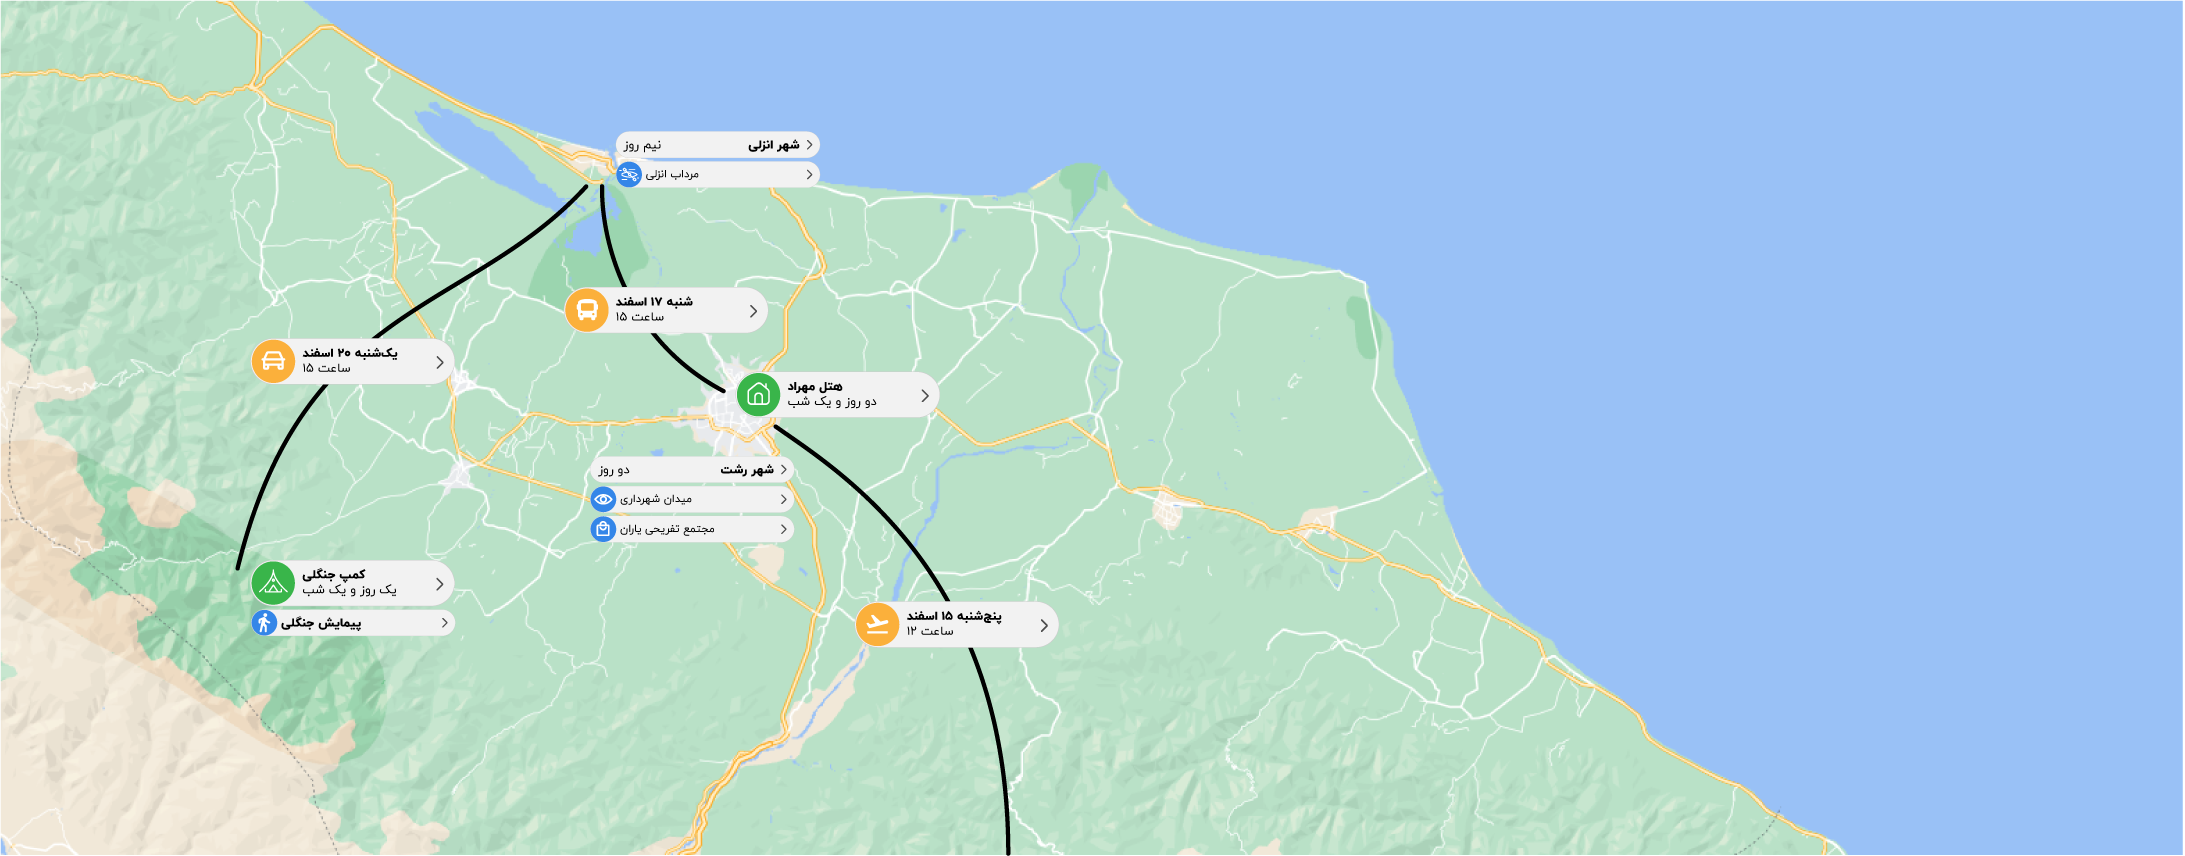 شهر انزلی نیم روز
مرداب انزلی
شنبه ۱۷ اسفند
ساعت ۱۵
یک‌شنبه ۲۰ اسفند
ساعت ۱۵
هتل مهراد
دو روز و یک شب
شهر رشت دو روز
میدان شهرداری
مجتمع تفریحی یاران
کمپ جنگلی
یک روز و یک شب
پیمایش جنگلی
پنج‌شنبه ۱۵ اسفند
ساعت ۱۲